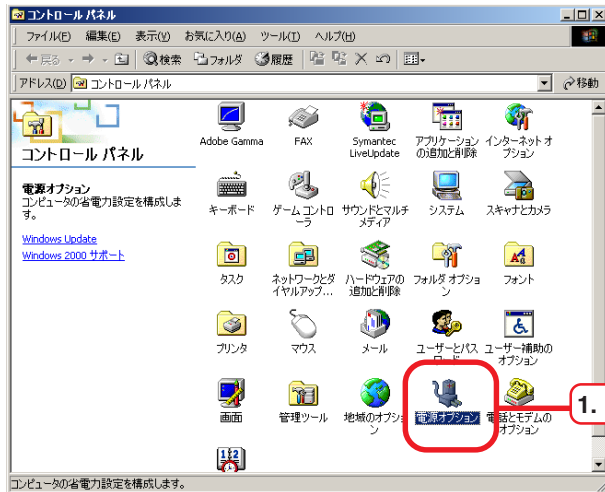 コントロール パネル
ファイル(F) 編集(E) 表示(V) お気に入り(A) ツール(T) ヘルプ(H)
戻る 検索 フォルダ 履歴
アドレス(D) コントロール パネル 移動
コントロール パネル
電源オプション
コンピュータの省電力設定を構成しま
す。
Windows Update
Windows 2000 サポート
Adobe Gamma
FAX
Symantec
LiveUpdate
アプリケーション
の追加と削除
インターネット オ
プション
キーボード
ゲーム コントロ
ーラ
サウンドとマルチ
メディア
システム
スキャナとカメラ
タスク
ネットワークとダ
イヤルアップ...
ハードウェアの
追加と削除
フォルダ オプショ
ン
フォント
プリンタ
マウス
メール
ユーザーとパス
ワード
ユーザー補助の
オプション
画面
管理ツール
地域のオプショ
ン
電源オプション
電話とモデムの
オプション
1.
コンピュータの省電力設定を構成します。